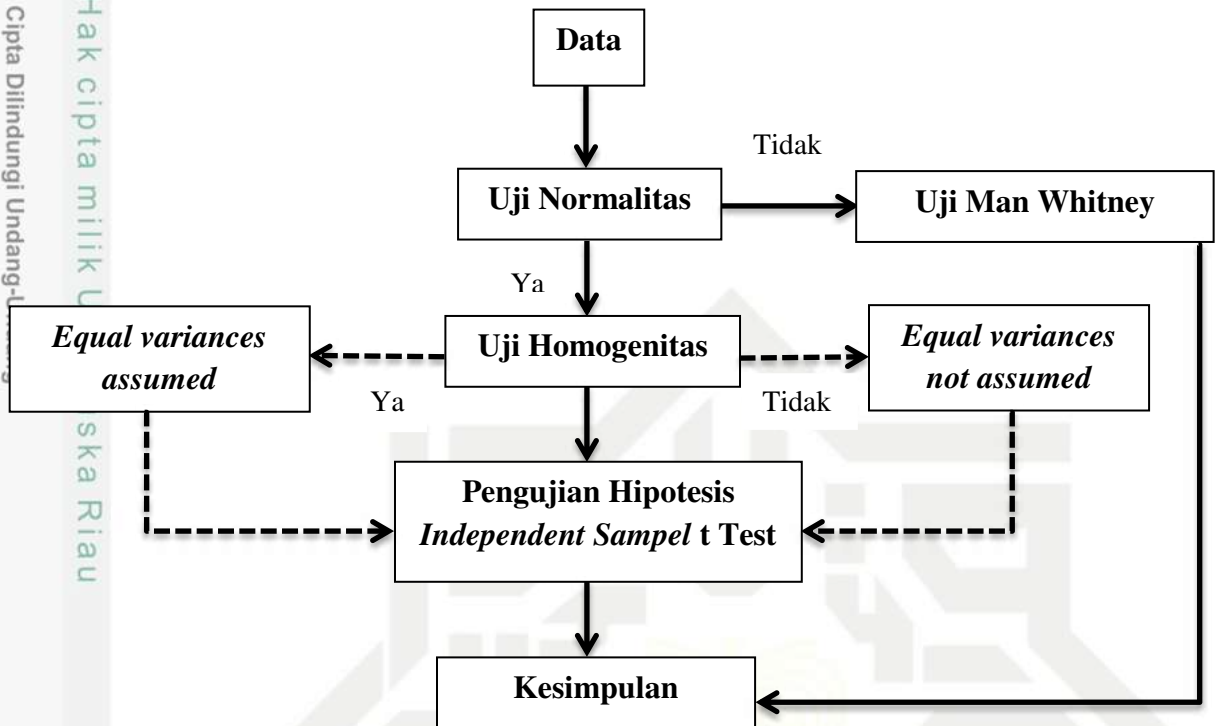 Data
Tidak
Uji Normalitas
Uji Man Whitney
Ya
Equal variances
assumed
Uji Homogenitas
Equal variances
not assumed
Ya
Tidak
Pengujian Hipotesis
Independent Sampel t Test
Kesimpulan
Hak cipta milik U
ska Riau
Cipta Dilindungi Undang-